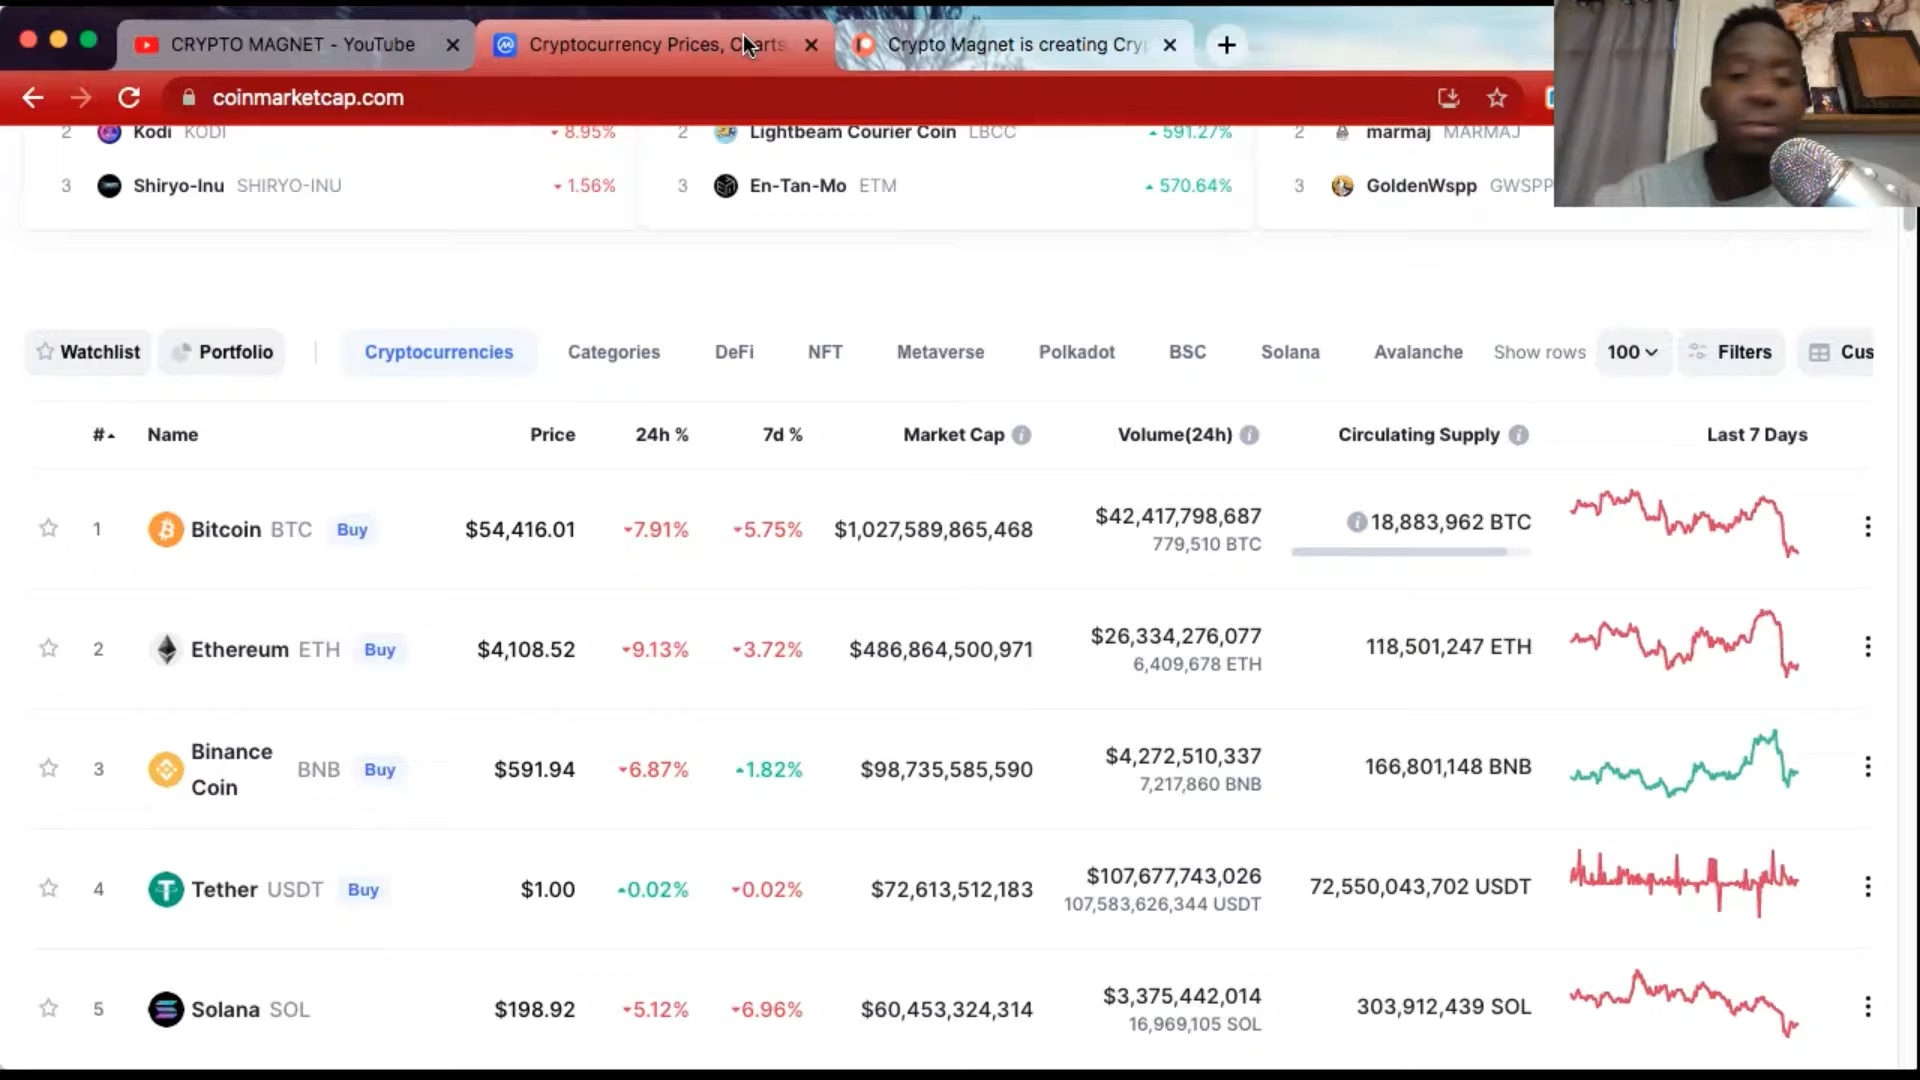 CRYPTO MAGNET - YouTube
Cryptocurrency Prices, Charts
Crypto Magnet is creating Cry
coinmarketcap.com
2 Kodi KODI 8.95%
2 Lightbeam Courier Coin LBCC 591.27%
2 marmaj MARMAJ
3 Shiryo-Inu SHIRYO-INU 1.56%
3 En-Tan-Mo ETM 570.64%
3 GoldenWspp GWSPP
Watchlist Portfolio Cryptocurrencies Categories DeFi NFT Metaverse Polkadot BSC Solana Avalanche Show rows 100 Filters Cus
# Name Price 24h % 7d % Market Cap Volume(24h) Circulating Supply Last 7 Days
1 Bitcoin BTC Buy $54,416.01 7.91% 5.75% $1,027,589,865,468 $42,417,798,687 18,883,962 BTC
779,510 BTC
2 Ethereum ETH Buy $4,108.52 9.13% 3.72% $486,864,500,971 $26,334,276,077 118,501,247 ETH
6,409,678 ETH
3 Binance Coin BNB Buy $591.94 6.87% 1.82% $98,735,585,590 $4,272,510,337 166,801,148 BNB
7,217,860 BNB
4 Tether USDT Buy $1.00 0.02% 0.02% $72,613,512,183 $107,677,743,026 72,550,043,702 USDT
107,583,626,344 USDT
5 Solana SOL $198.92 5.12% 6.96% $60,453,324,314 $3,375,442,014 303,912,439 SOL
16,969,105 SOL